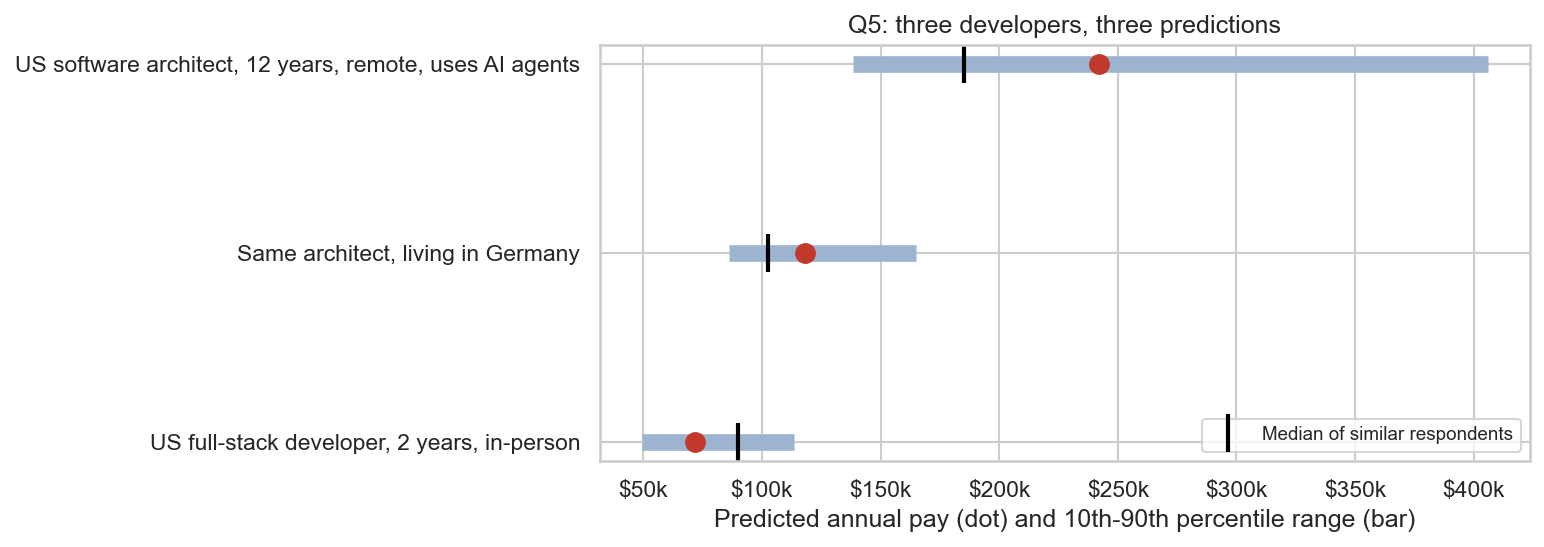 Q5: three developers, three predictions
US software architect, 12 years, remote, uses AI agents
Same architect, living in Germany
US full-stack developer, 2 years, in-person
Median of similar respondents
$50k $100k $150k $200k $250k $300k $350k $400k
Predicted annual pay (dot) and 10th-90th percentile range (bar)